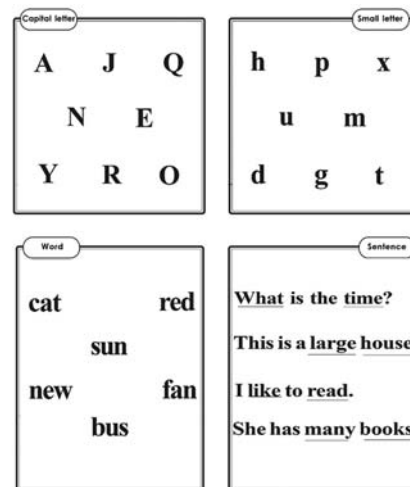 Capital letter
A J Q
N E
Y R O
Small letter
h p x
u m
d g t
Word
cat red
sun
new fan
bus
Sentence
What is the time?
This is a large house
I like to read.
She has many books